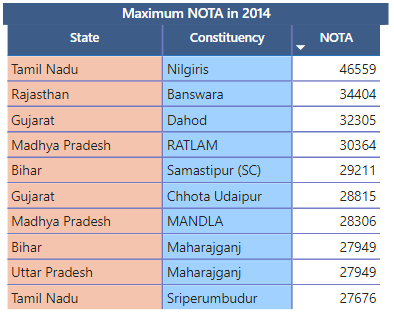 Maximum NOTA in 2014
State Constituency NOTA
Tamil Nadu Nilgiris 46559
Rajasthan Banswara 34404
Gujarat Dahod 32305
Madhya Pradesh RATLAM 30364
Bihar Samastipur (SC) 29211
Gujarat Chhota Udaipur 28815
Madhya Pradesh MANDLA 28306
Bihar Maharajganj 27949
Uttar Pradesh Maharajganj 27949
Tamil Nadu Sriperumbudur 27676